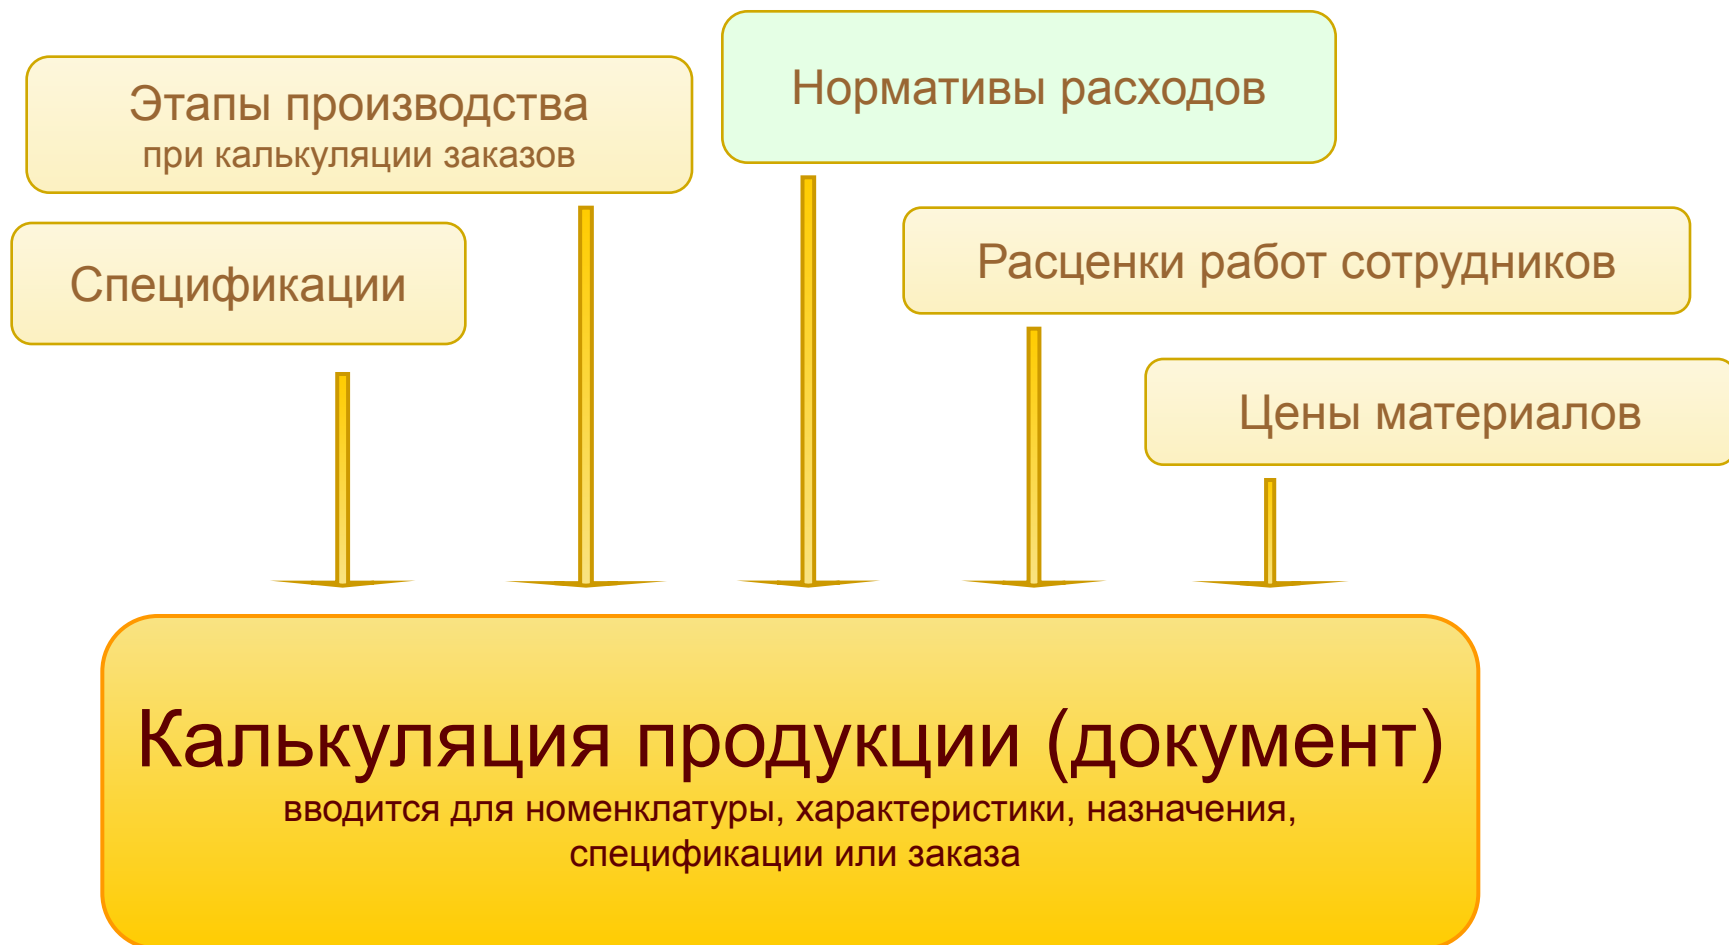 Этапы производства
при калькуляции заказов
Нормативы расходов
Спецификации
Расценки работ сотрудников
Цены материалов
Калькуляция продукции (документ)
вводится для номенклатуры, характеристики, назначения,
спецификации или заказа